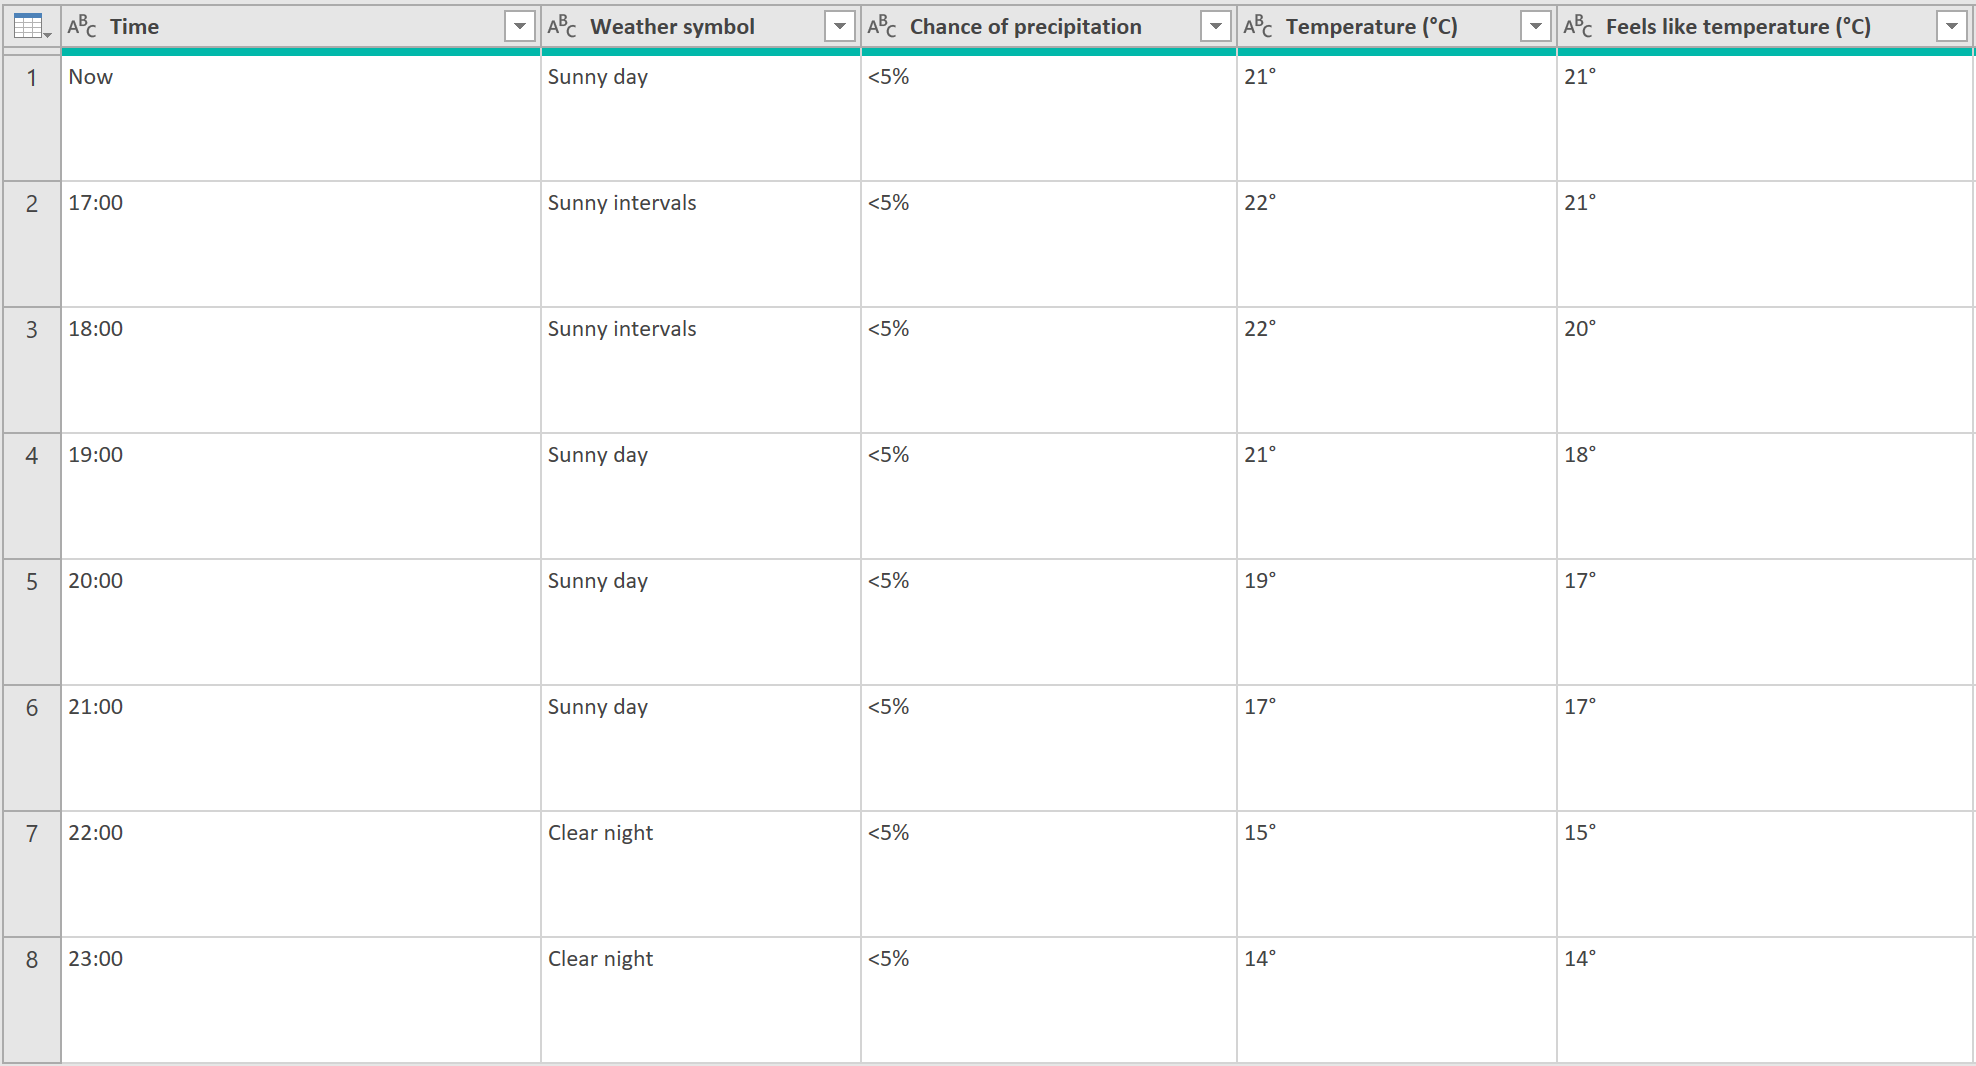 ABC Time ABC Weather symbol ABC Chance of precipitation ABC Temperature (°C) ABC Feels like temperature (°C)
1 Now Sunny day <5% 21° 21°
2 17:00 Sunny intervals <5% 22° 21°
3 18:00 Sunny intervals <5% 22° 20°
4 19:00 Sunny day <5% 21° 18°
5 20:00 Sunny day <5% 19° 17°
6 21:00 Sunny day <5% 17° 17°
7 22:00 Clear night <5% 15° 15°
8 23:00 Clear night <5% 14° 14°